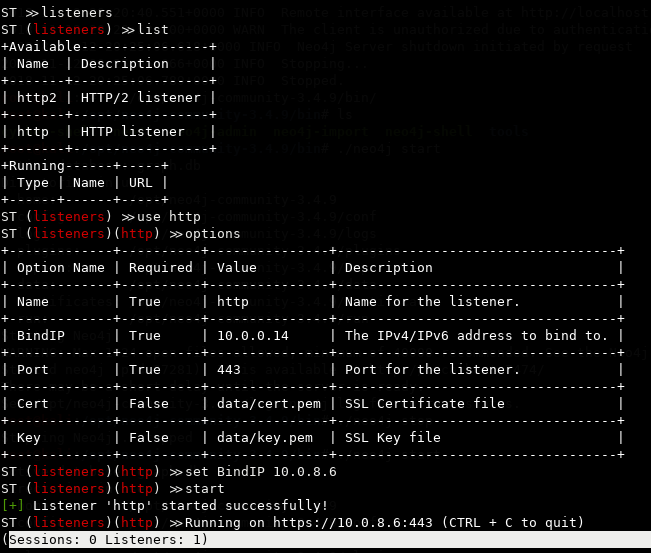 ST ≫listeners
ST (listeners) ≫list
+Available----------------+
| Name | Description |
+-------+-----------------+
| http2 | HTTP/2 listener |
+-------+-----------------+
| http | HTTP listener |
+-------+-----------------+
+Running------+-----+
| Type | Name | URL |
+------+------+-----+
ST (listeners) ≫use http
ST (listeners)(http) ≫options
+-------------+----------+---------------+-----------------------------------+
| Option Name | Required | Value | Description |
+-------------+----------+---------------+-----------------------------------+
| Name | True | http | Name for the listener. |
+-------------+----------+---------------+-----------------------------------+
| BindIP | True | 10.0.0.14 | The IPv4/IPv6 address to bind to. |
+-------------+----------+---------------+-----------------------------------+
| Port | True | 443 | Port for the listener. |
+-------------+----------+---------------+-----------------------------------+
| Cert | False | data/cert.pem | SSL Certificate file |
+-------------+----------+---------------+-----------------------------------+
| Key | False | data/key.pem | SSL Key file |
+-------------+----------+---------------+-----------------------------------+
ST (listeners)(http) ≫set BindIP 10.0.8.6
ST (listeners)(http) ≫start
[+] Listener 'http' started successfully!
ST (listeners)(http) ≫Running on https://10.0.8.6:443 (CTRL + C to quit)
(Sessions: 0 Listeners: 1)